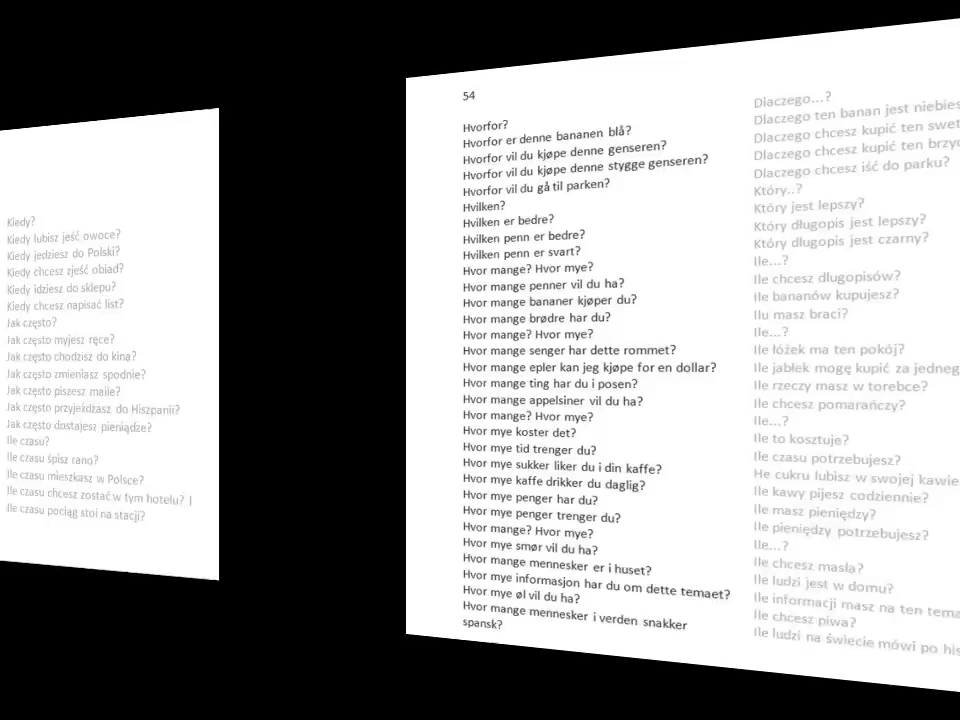 Kiedy?
Kiedy lubisz jeść owoce?
Kiedy jedziesz do Polski?
Kiedy chcesz zjeść obiad?
Kiedy idziesz do sklepu?
Kiedy chcesz napisać list?
Jak często?
Jak często myjesz ręce?
Jak często chodzisz do kina?
Jak często zmieniasz spodnie?
Jak często piszesz maile?
Jak często przyjeżdżasz do Hiszpanii?
Jak często dostajesz pieniądze?
Ile czasu?
Ile czasu śpisz rano?
Ile czasu mieszkasz w Polsce?
Ile czasu chcesz zostać w tym hotelu? I
Ile czasu pociąg stoi na stacji?
54
Hvorfor?
Hvorfor er denne bananen blå?
Hvorfor vil du kjøpe denne genseren?
Hvorfor vil du kjøpe denne stygge genseren?
Hvorfor vil du gå til parken?
Hvilken?
Hvilken er bedre?
Hvilken penn er bedre?
Hvilken penn er svart?
Hvor mange? Hvor mye?
Hvor mange penner vil du ha?
Hvor mange bananer kjøper du?
Hvor mange brødre har du?
Hvor mange? Hvor mye?
Hvor mange senger har dette rommet?
Hvor mange epler kan jeg kjøpe for en dollar?
Hvor mange ting har du i posen?
Hvor mange appelsiner vil du ha?
Hvor mange? Hvor mye?
Hvor mye koster det?
Hvor mye tid trenger du?
Hvor mye sukker liker du i din kaffe?
Hvor mye kaffe drikker du daglig?
Hvor mye penger har du?
Hvor mye penger trenger du?
Hvor mange? Hvor mye?
Hvor mye smør vil du ha?
Hvor mange mennesker er i huset?
Hvor mye informasjon har du om dette temaet?
Hvor mye øl vil du ha?
Hvor mange mennesker i verden snakker
spansk?
Dlaczego...?
Dlaczego ten banan jest niebies
Dlaczego chcesz kupić ten swet
Dlaczego chcesz kupić ten brzyd
Dlaczego chcesz iść do parku?
Który..?
Który jest lepszy?
Który długopis jest lepszy?
Który dlugopis jest czarny?
Ile...?
Ile chcesz dlugopisów?
Ile bananów kupujesz?
Ilu masz braci?
Ile...?
Ile łóżek ma ten pokój?
Ile jabłek mogę kupić za jedneg
Ile rzeczy masz w torebce?
Ile chcesz pomarańczy?
Ile...?
Ile to kosztuje?
Ile czasu potrzebujesz?
He cukru lubisz w swojej kawie
Ile kawy pijesz codziennie?
Ile masz pieniędzy?
Ile pieniędzy potrzebujesz?
Ile...?
Ile chcesz masła?
Ile ludzi jest w domu?
Ile informacji masz na ten tema
Ile chcesz piwa?
Ile ludzi na świecie mówi po his